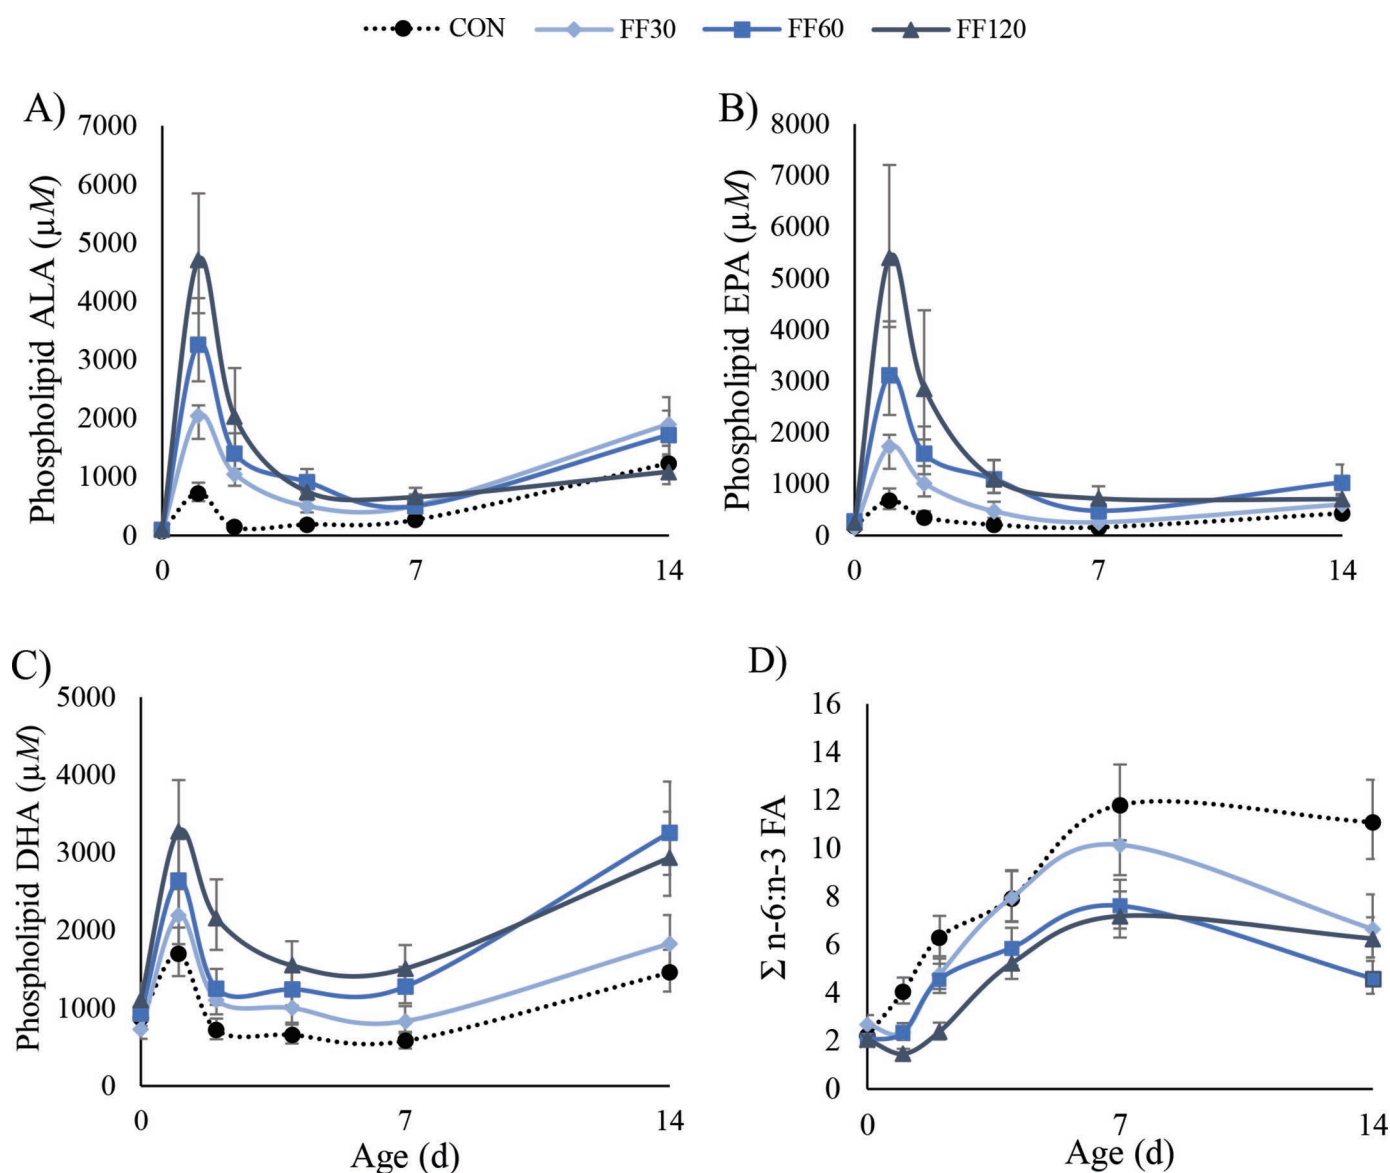 CON FF30 FF60 FF120
A)
Phospholipid ALA (µM)
7000
6000
5000
4000
3000
2000
1000
0
0 7 14
B)
Phospholipid EPA (µM)
8000
7000
6000
5000
4000
3000
2000
1000
0
0 7 14
C)
Phospholipid DHA (µM)
5000
4000
3000
2000
1000
0
0 7 14
Age (d)
D)
Σ n-6:n-3 FA
16
14
12
10
8
6
4
2
0
0 7 14
Age (d)